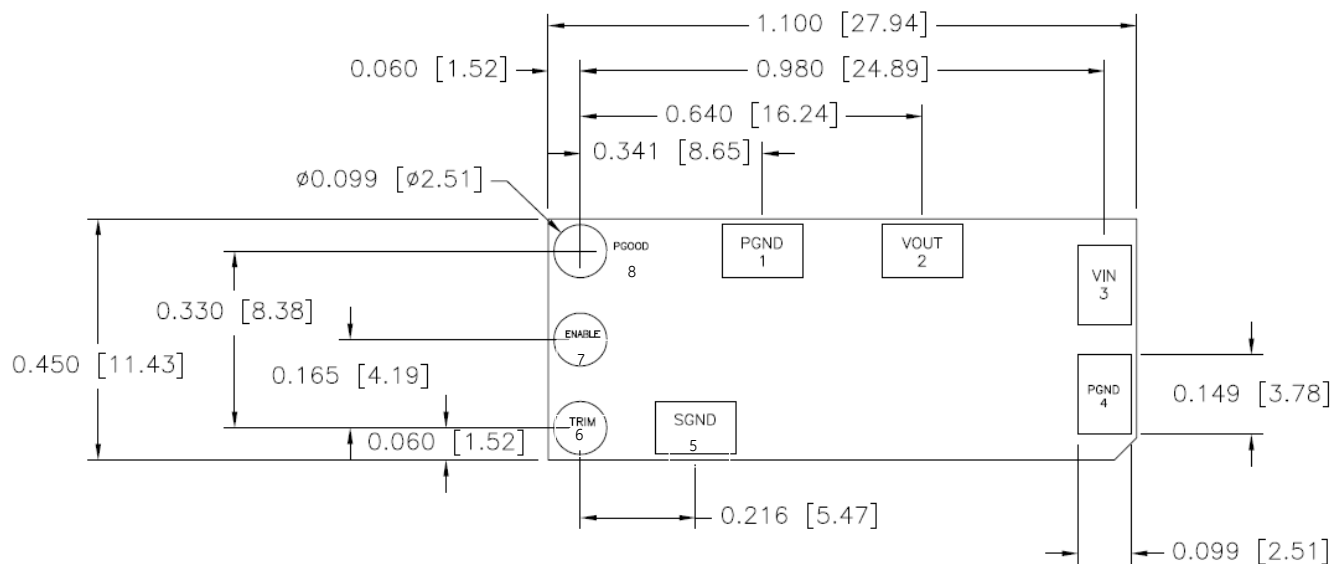 1.100 [27.94]
0.060 [1.52]
0.980 [24.89]
0.640 [16.24]
0.341 [8.65]
ø0.099 [ø2.51]
PGOOD
8
PGND
1
VOUT
2
VIN
3
0.330 [8.38]
ENABLE
7
0.450 [11.43]
0.165 [4.19]
PGND
4
0.149 [3.78]
TRIM
6
SGND
5
0.060 [1.52]
0.216 [5.47]
0.099 [2.51]